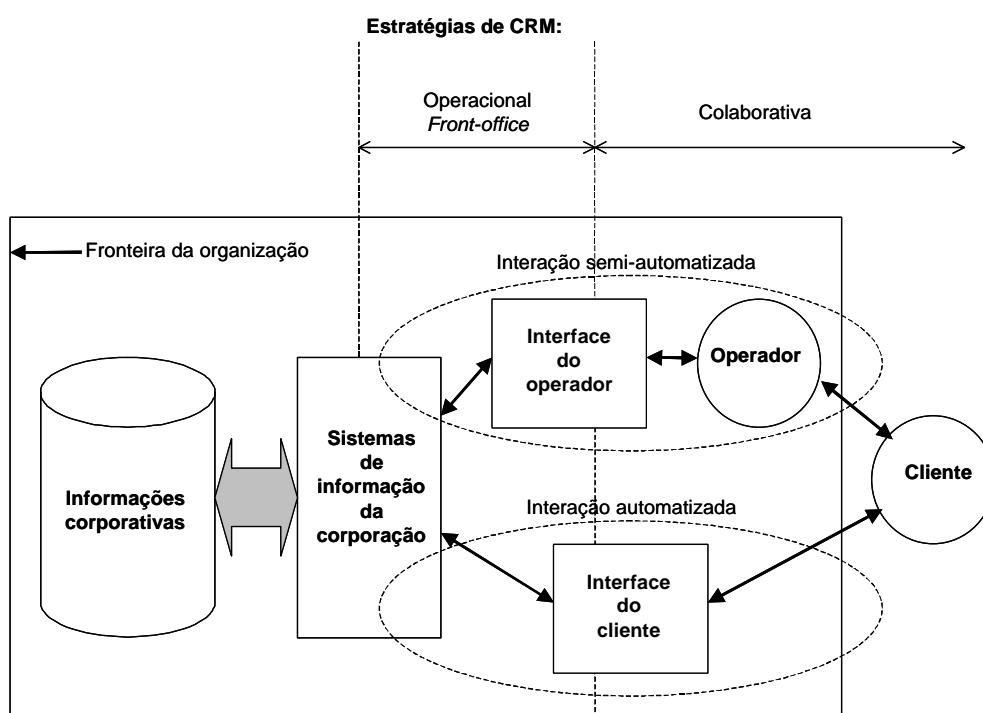 Estratégias de CRM:
Operacional
Front-office
Colaborativa
Fronteira da organização
Interação semi-automatizada
Interface
do
operador
Operador
Sistemas
de
informação
da
corporação
Informações
corporativas
Cliente
Interação automatizada
Interface
do
cliente